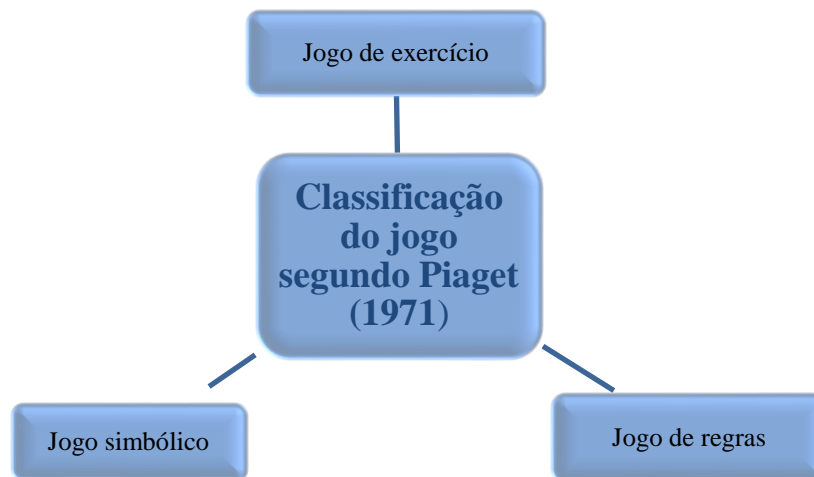 Jogo de exercício
Classificação
do jogo
segundo Piaget
(1971)
Jogo simbólico
Jogo de regras